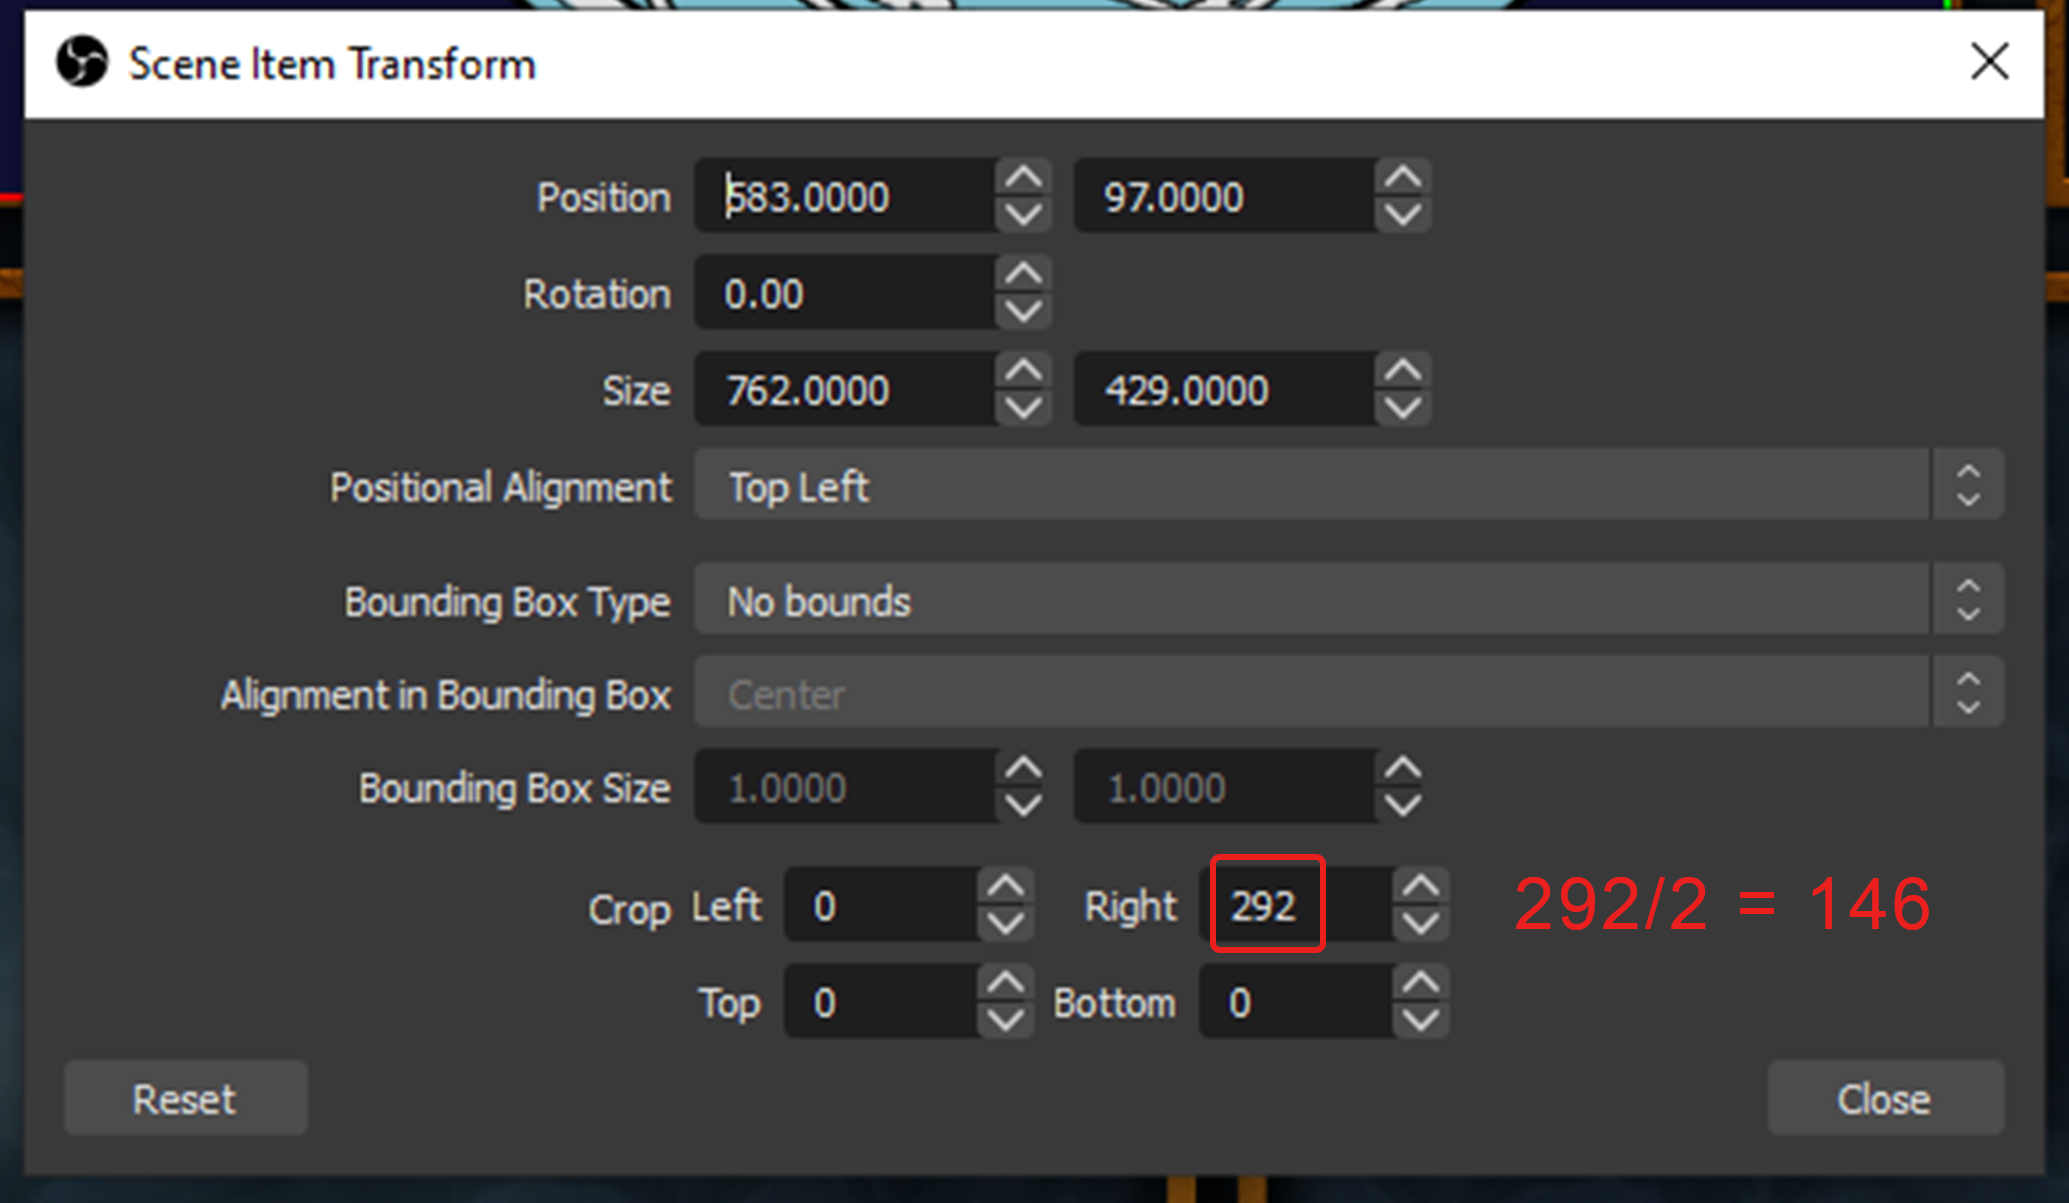 Scene Item Transform
Position 583.0000 97.0000
Rotation 0.00
Size 762.0000 429.0000
Positional Alignment Top Left
Bounding Box Type No bounds
Alignment in Bounding Box Center
Bounding Box Size 1.0000 1.0000
Crop Left 0 Right 292 292/2 = 146
Top 0 Bottom 0
Reset Close